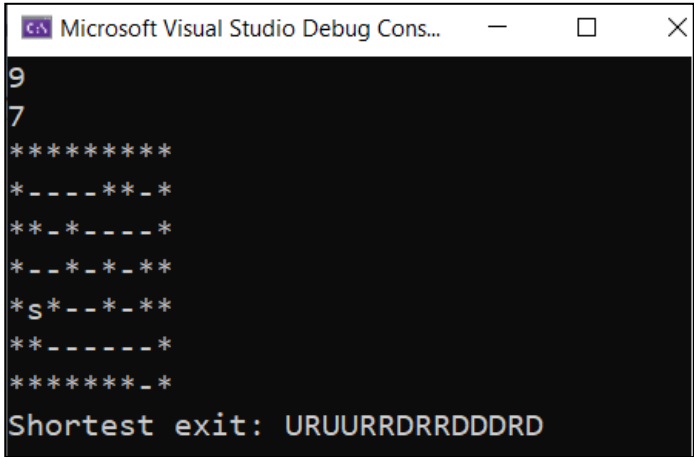 Microsoft Visual Studio Debug Cons...
9
7
*********
*----**-*
**-*----*
*--*-*-**
*s*--*-**
**------*
*******-*
Shortest exit: URUURRDRRDDDRD